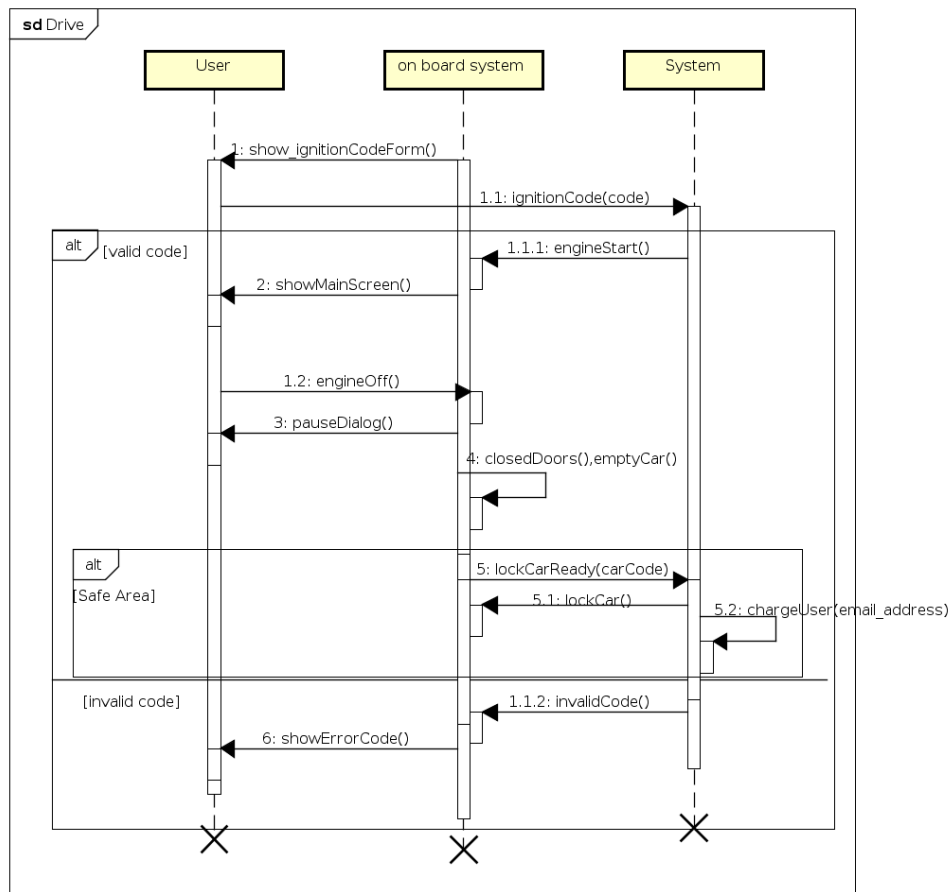 sd Drive
User
on board system
System
1: show_ignitionCodeForm()
1.1: ignitionCode(code)
alt
[valid code]
1.1.1: engineStart()
2: showMainScreen()
1.2: engineOff()
3: pauseDialog()
4: closedDoors(),emptyCar()
alt
[Safe Area]
5: lockCarReady(carCode)
5.1: lockCar()
5.2: chargeUser(email_address)
[invalid code]
1.1.2: invalidCode()
6: showErrorCode()